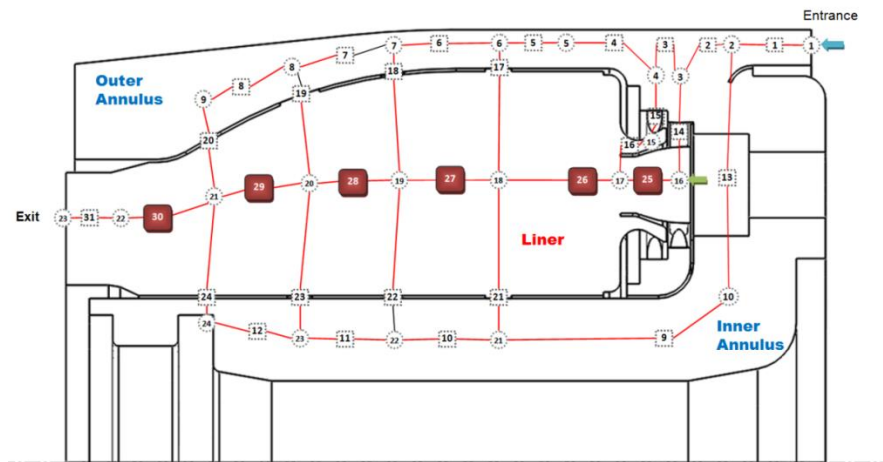 Entrance
7 6 6 5 5 4 3 2 2 1 1
8 7
Outer
Annulus
8 18 17 4 3
9 19
15 14
20 16 15
29 28 27 26 17 25 16 13
21 20 19 18
Exit 23 31 22 30
Liner
24 23 22 21 10
24
12 23 11 22 10 21 9
Inner
Annulus